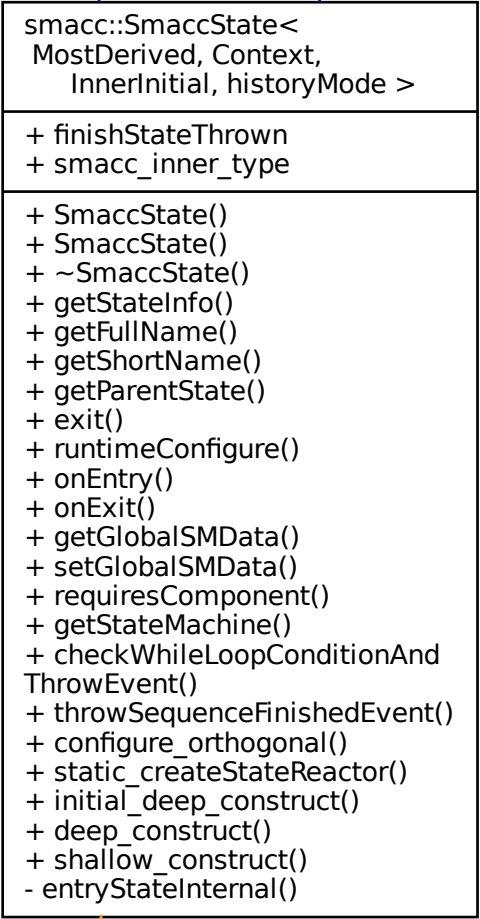 smacc::SmaccState<
MostDerived, Context,
InnerInitial, historyMode >
+ finishStateThrown
+ smacc_inner_type
+ SmaccState()
+ SmaccState()
+ ~SmaccState()
+ getStateInfo()
+ getFullName()
+ getShortName()
+ getParentState()
+ exit()
+ runtimeConfigure()
+ onEntry()
+ onExit()
+ getGlobalSMData()
+ setGlobalSMData()
+ requiresComponent()
+ getStateMachine()
+ checkWhileLoopConditionAnd
ThrowEvent()
+ throwSequenceFinishedEvent()
+ configure_orthogonal()
+ static_createStateReactor()
+ initial_deep_construct()
+ deep_construct()
+ shallow_construct()
- entryStateInternal()